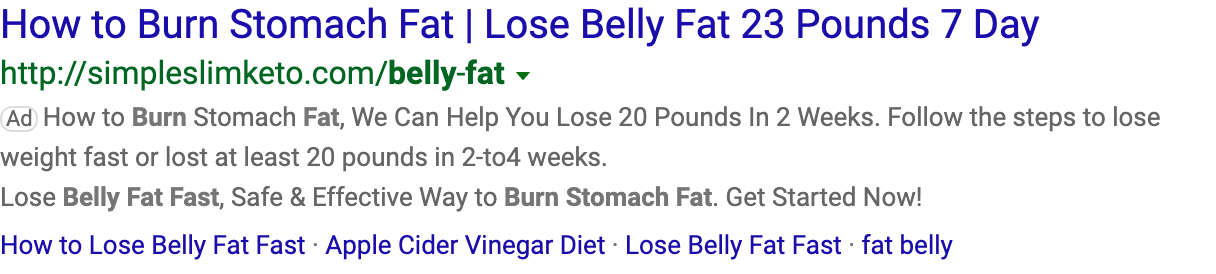 How to Burn Stomach Fat | Lose Belly Fat 23 Pounds 7 Day
http://simpleslimketo.com/belly-fat
Ad How to Burn Stomach Fat, We Can Help You Lose 20 Pounds In 2 Weeks. Follow the steps to lose
weight fast or lost at least 20 pounds in 2-to4 weeks.
Lose Belly Fat Fast, Safe & Effective Way to Burn Stomach Fat. Get Started Now!
How to Lose Belly Fat Fast · Apple Cider Vinegar Diet · Lose Belly Fat Fast · fat belly